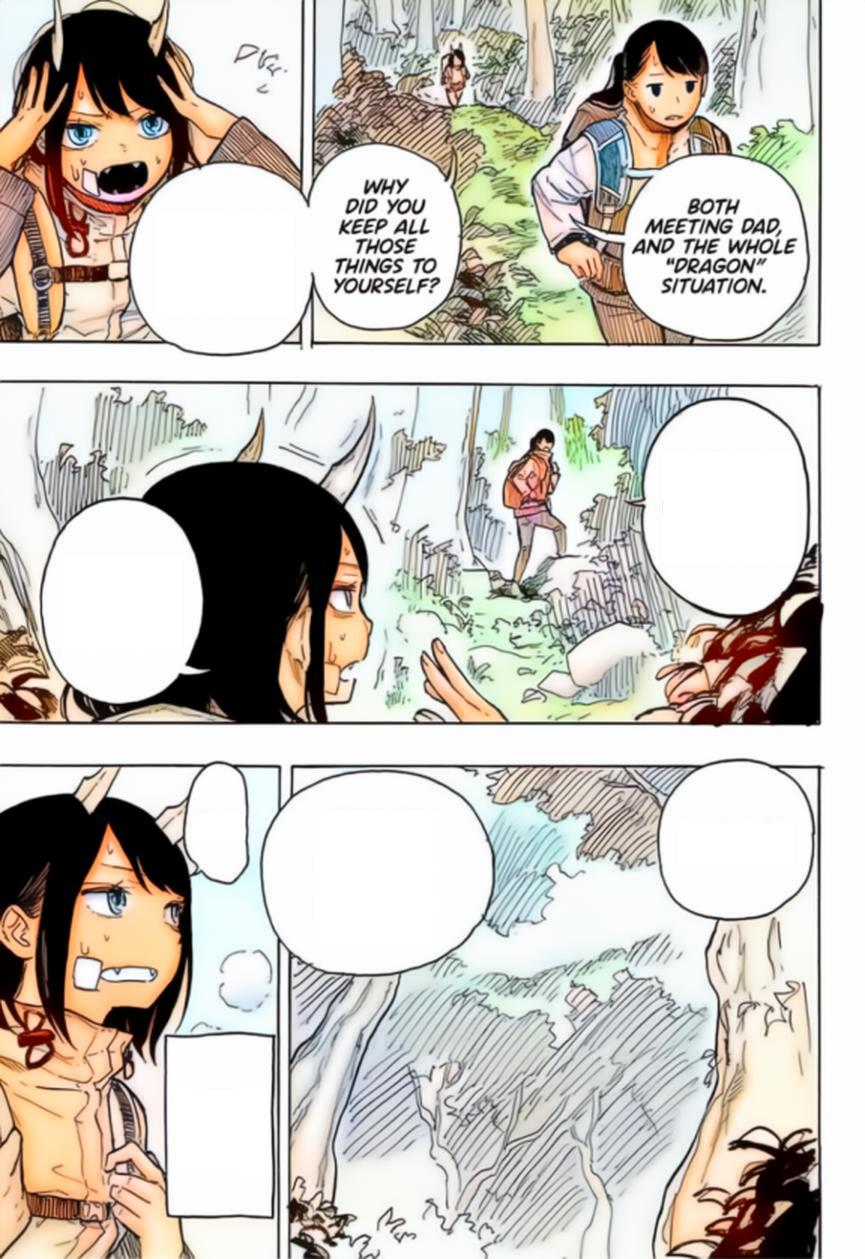 BOTH
MEETING DAD,
AND THE WHOLE
"DRAGON"
SITUATION.
WHY
DID YOU
KEEP ALL
THOSE
THINGS TO
YOURSELF?